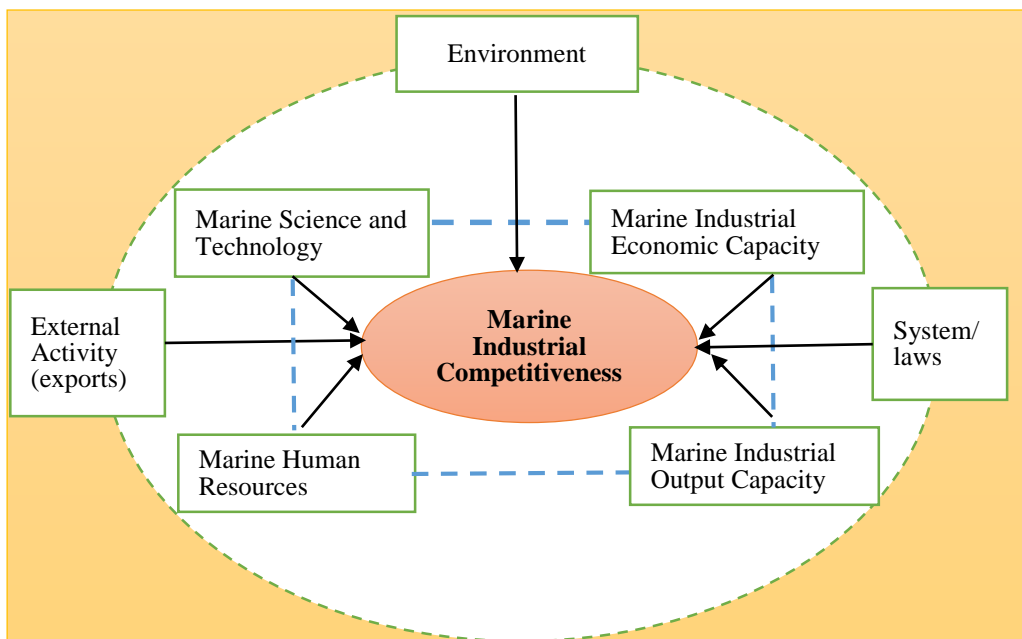 Environment
Marine Science and
Technology
Marine Industrial
Economic Capacity
External
Activity
(exports)
Marine
Industrial
Competitiveness
System/
laws
Marine Human
Resources
Marine Industrial
Output Capacity